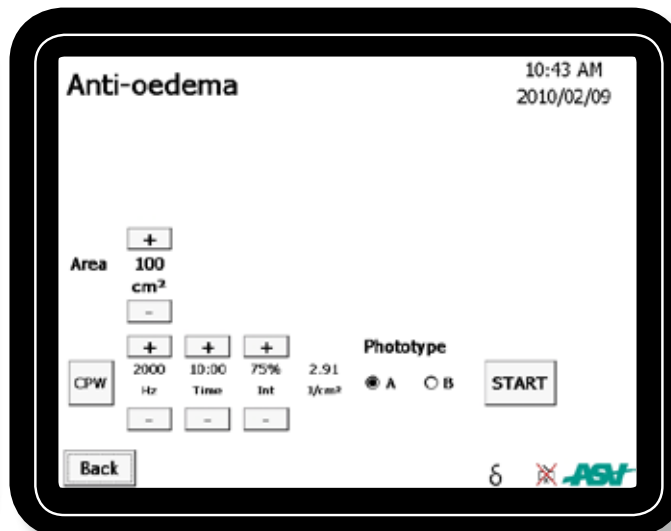 Anti-oedema
10:43 AM
2010/02/09
+
Area 100
cm²
-
+ + + Phototype
CPW 2000 10:00 75% 2.91 A B START
Hz Time Int J/cm²
- - -
Back δ ASA